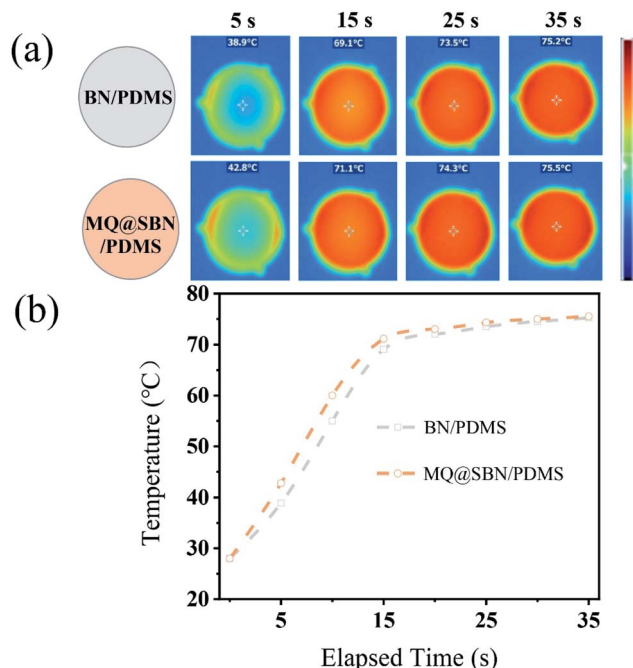 (a)
5 s 15 s 25 s 35 s
BN/PDMS
38.9°C 69.1°C 73.5°C 75.2°C
MQ@SBN
/PDMS
42.8°C 71.1°C 74.3°C 75.5°C
(b)
80
70
60
50
40
30
20
Temperature (℃)
BN/PDMS
MQ@SBN/PDMS
5 15 25 35
Elapsed Time (s)